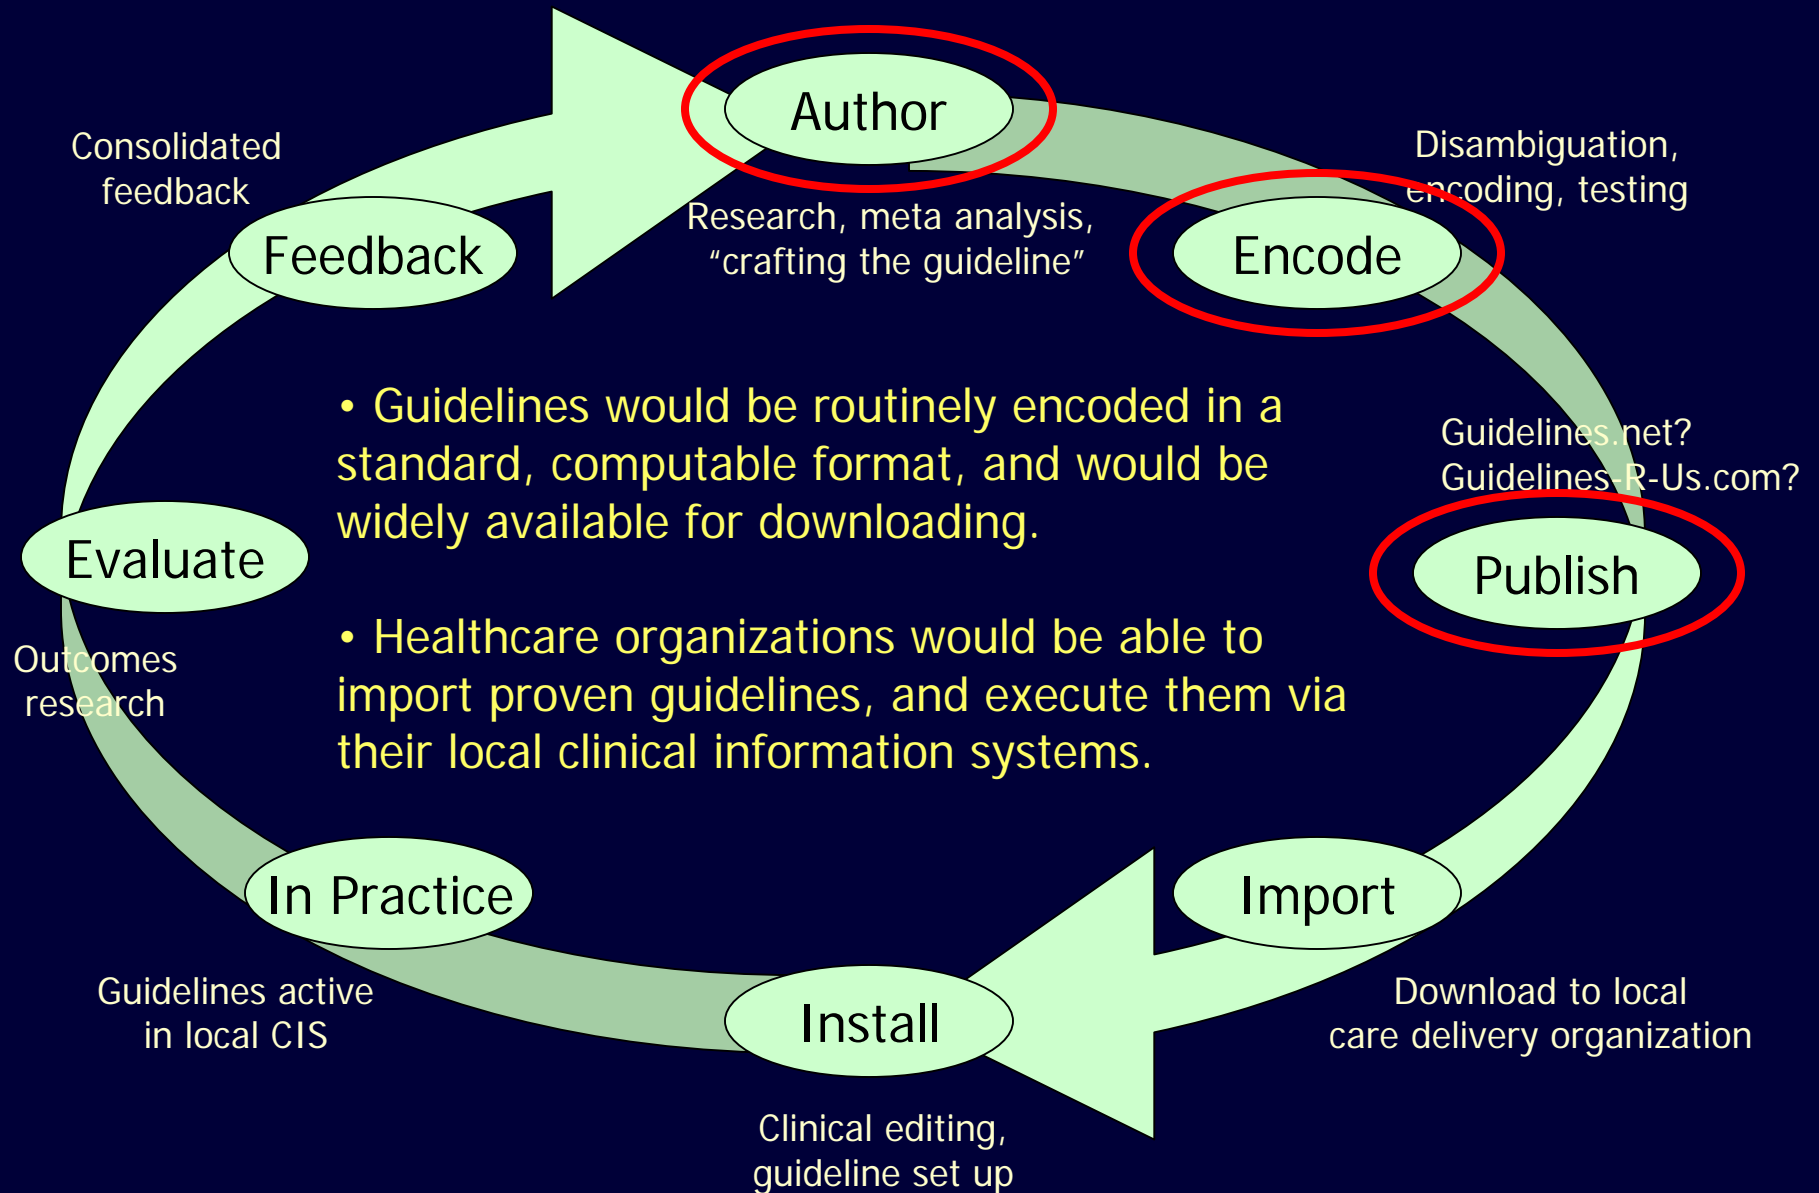 Author
Consolidated
feedback
Disambiguation,
encoding, testing
Research, meta analysis,
“crafting the guideline”
Feedback
Encode
• Guidelines would be routinely encoded in a
standard, computable format, and would be
widely available for downloading.
Guidelines.net?
Guidelines-R-Us.com?
Evaluate
Publish
• Healthcare organizations would be able to
import proven guidelines, and execute them via
their local clinical information systems.
Outcomes
research
In Practice
Import
Guidelines active
in local CIS
Install
Download to local
care delivery organization
Clinical editing,
guideline set up